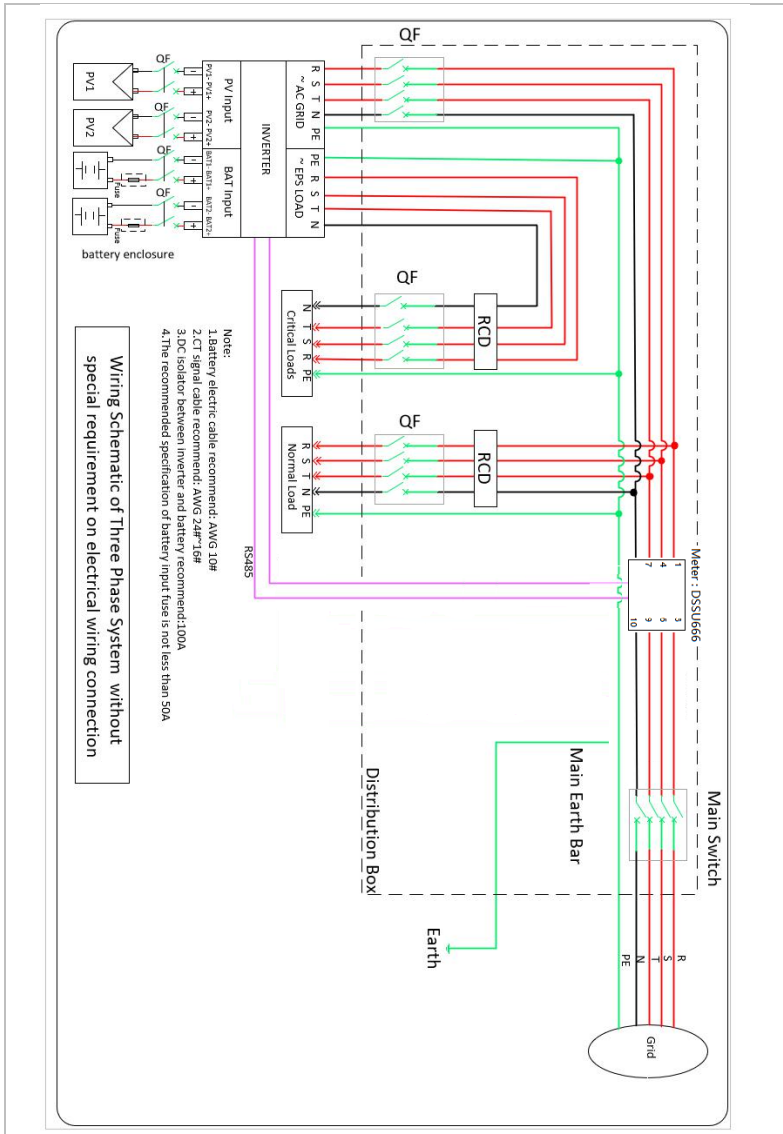 QF
PV1
QF
PV1- PV1+
PV Input
PV2
QF
PV2- PV2+
INVERTER
R S T N PE
~ AC GRID
QF
Fuse
BAT1- BAT1+
BAT Input
QF
Fuse
BAT2- BAT2+
PE R S T N
~ EPS LOAD
battery enclosure
QF
RCD
N T S R PE
Critical Loads
QF
RCD
R S T N PE
Normal Load
RS485
Meter : DSSU666
1 4 7
3 6 9 10
Note:
1.Battery electric cable recommend: AWG 10#
2.CT signal cable recommend: AWG 24#~16#
3.DC isolator between inverter and battery recommend:100A
4.The recommended specification of battery input fuse is not less than 50A
Wiring Schematic of Three Phase System without
special requirement on electrical wiring connection
Distribution Box
Main Earth Bar
Main Switch
Earth
R
S
T
N
PE
Grid